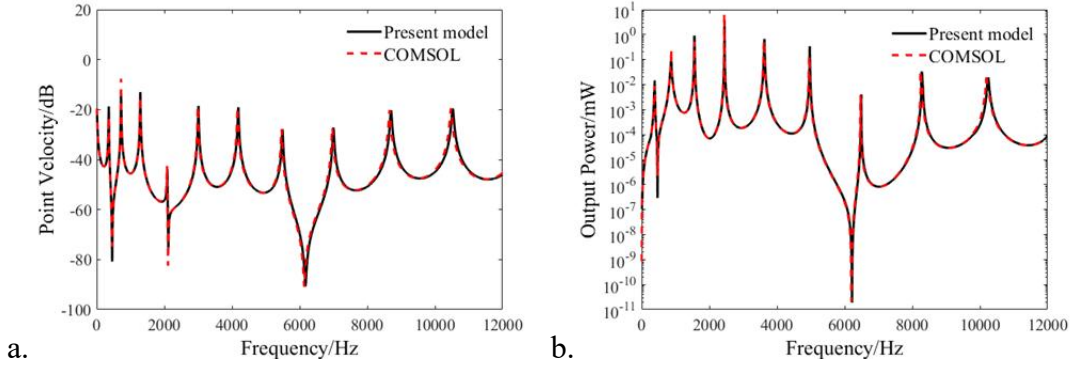 20
0
-20
-40
-60
-80
-100
Point Velocity/dB
Present model
COMSOL
0 2000 4000 6000 8000 10000 12000
Frequency/Hz
a.
10^1
10^0
10^-1
10^-2
10^-3
10^-4
10^-5
10^-6
10^-7
10^-8
10^-9
10^-10
10^-11
Output Power/mW
Present model
COMSOL
0 2000 4000 6000 8000 10000 12000
Frequency/Hz
b.